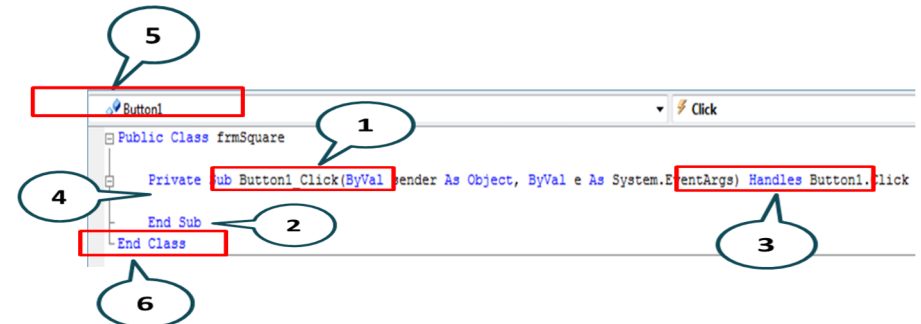 5
Button1 Click
1
Public Class frmSquare
Private Sub Button1_Click(ByVal sender As Object, ByVal e As System.EventArgs) Handles Button1.Click
4
End Sub 2
3
End Class
6